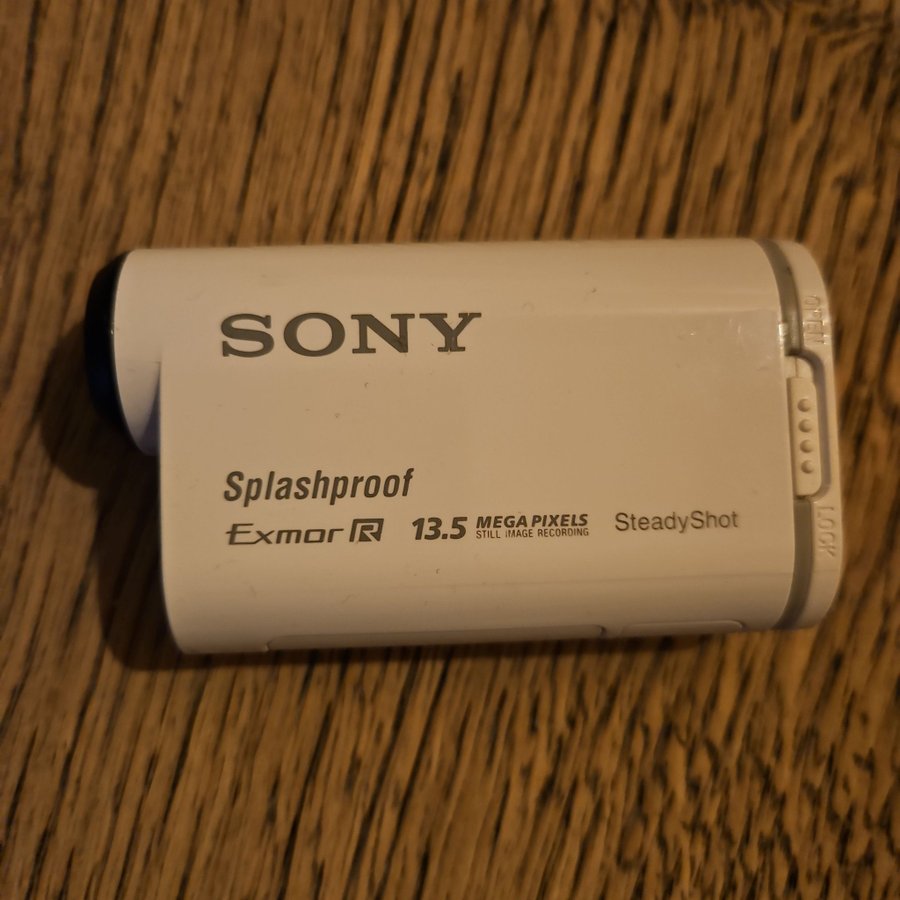 SONY
OPEN
Splashproof
Exmor R 13.5 MEGA PIXELS SteadyShot
STILL IMAGE RECORDING
LOCK